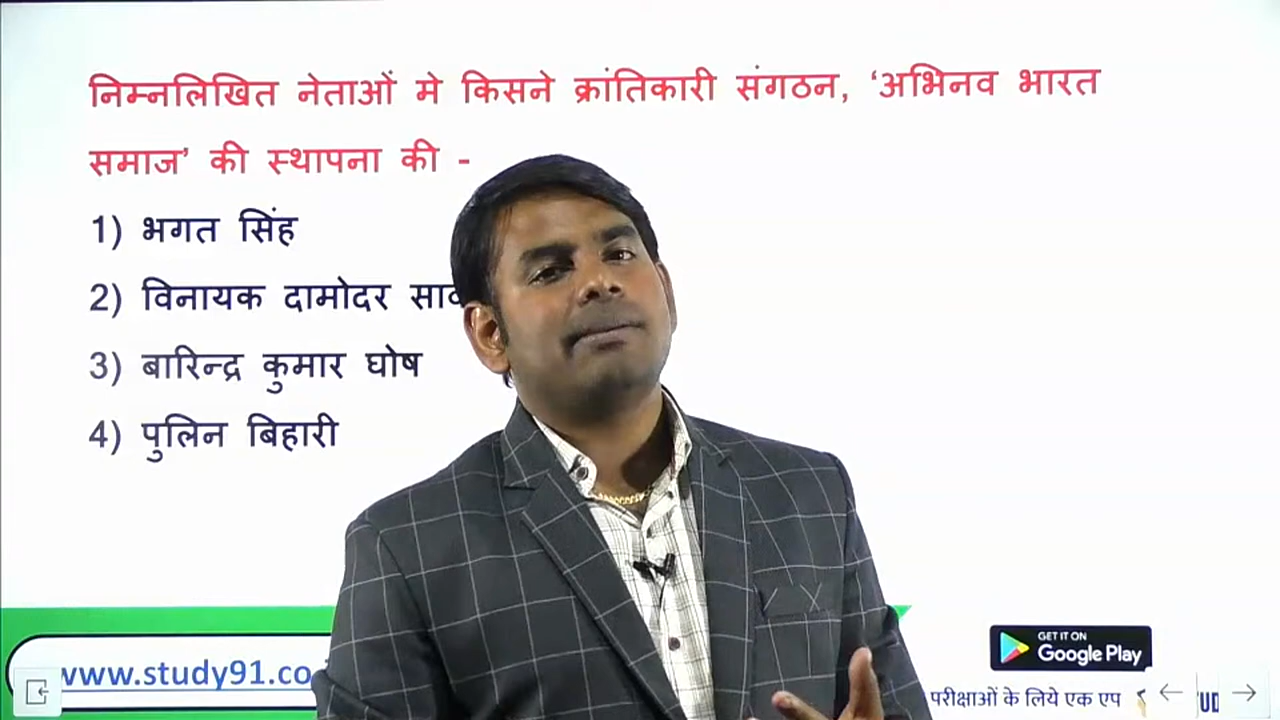 निम्नलिखित नेताओं मे किसने क्रांतिकारी संगठन, ‘अभिनव भारत
समाज’ की स्थापना की -
1) भगत सिंह
2) विनायक दामोदर
3) बारिन्द्र कुमार घोष
4) पुलिन बिहारी
www.study91.co
GET IT ON
Google Play
परीक्षाओं के लिये एक एप